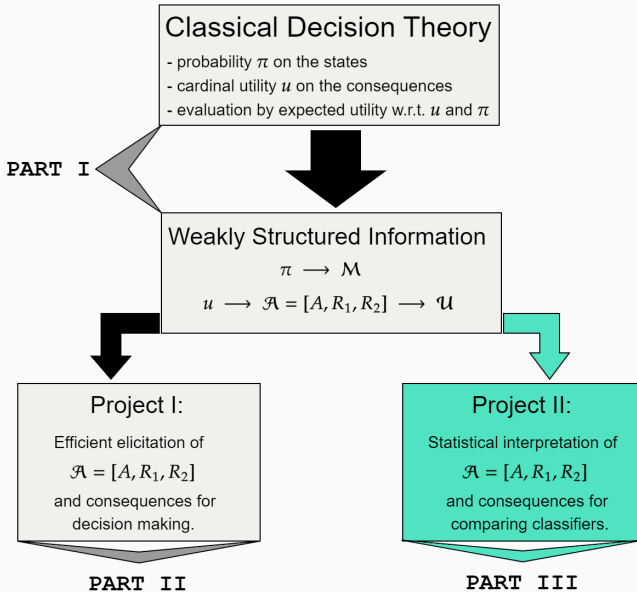 Classical Decision Theory
- probability π on the states
- cardinal utility u on the consequences
- evaluation by expected utility w.r.t. u and π
PART I
Weakly Structured Information
π ⟶ ℳ
u ⟶ 𝒜 = [A, R₁, R₂] ⟶ 𝒰
Project I:
Efficient elicitation of
𝒜 = [A, R₁, R₂]
and consequences for
decision making.
PART II
Project II:
Statistical interpretation of
𝒜 = [A, R₁, R₂]
and consequences for
comparing classifiers.
PART III